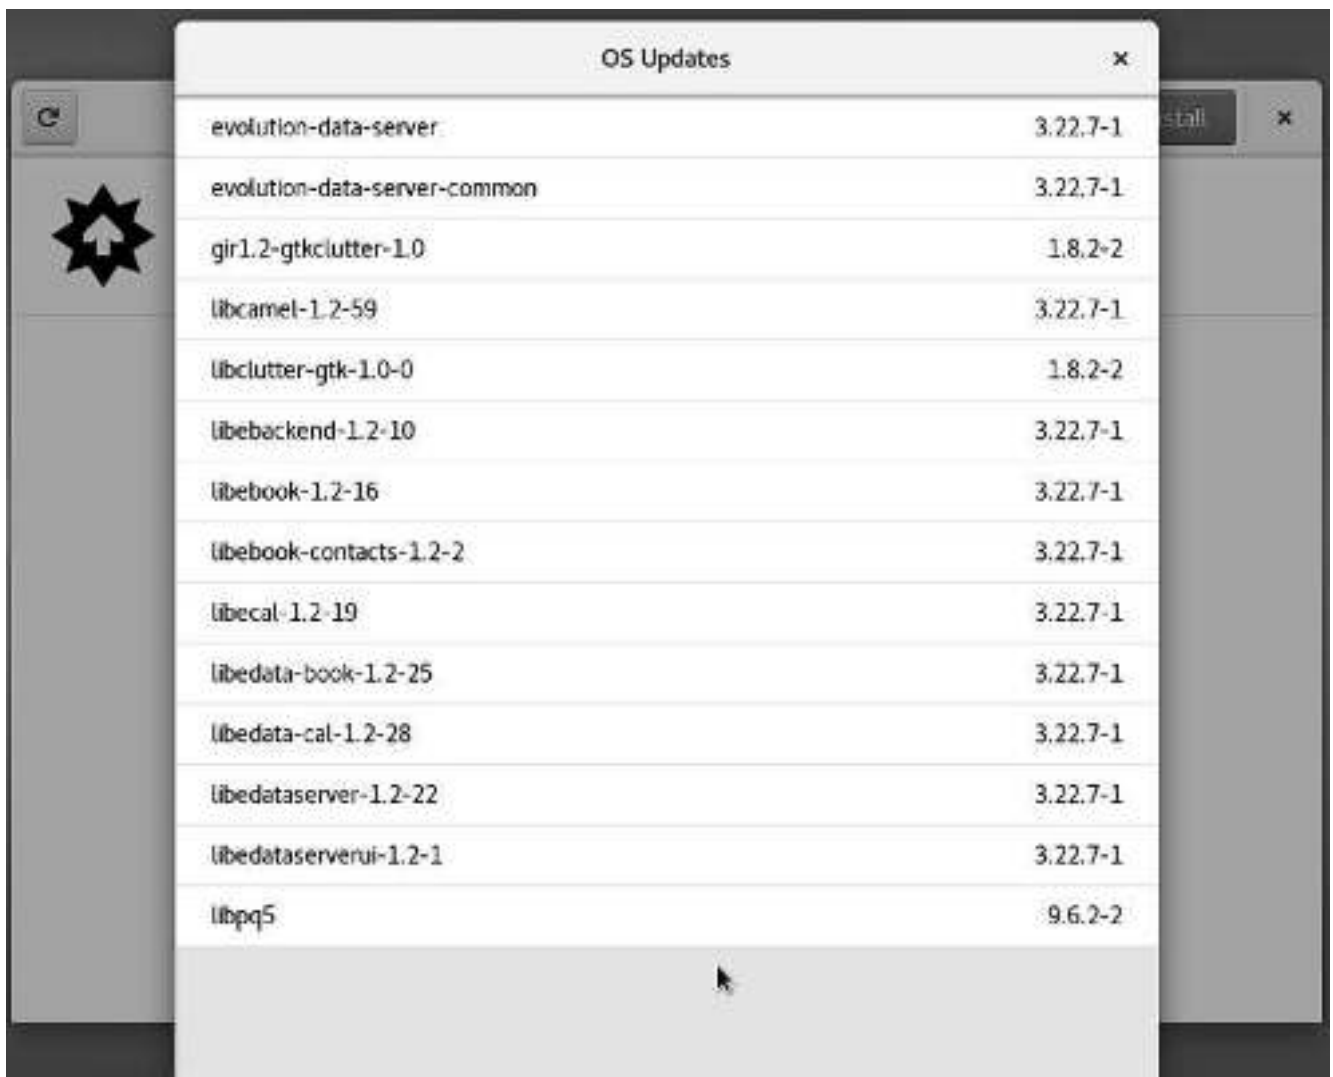 OS Updates
evolution-data-server 3.22.7-1
evolution-data-server-common 3.22.7-1
gir1.2-gtkclutter-1.0 1.8.2-2
libcamel-1.2-59 3.22.7-1
libclutter-gtk-1.0-0 1.8.2-2
libebackend-1.2-10 3.22.7-1
libebook-1.2-16 3.22.7-1
libebook-contacts-1.2-2 3.22.7-1
libecal-1.2-19 3.22.7-1
libedata-book-1.2-25 3.22.7-1
libedata-cal-1.2-28 3.22.7-1
libedataserver-1.2-22 3.22.7-1
libedataserverui-1.2-1 3.22.7-1
libpq5 9.6.2-2